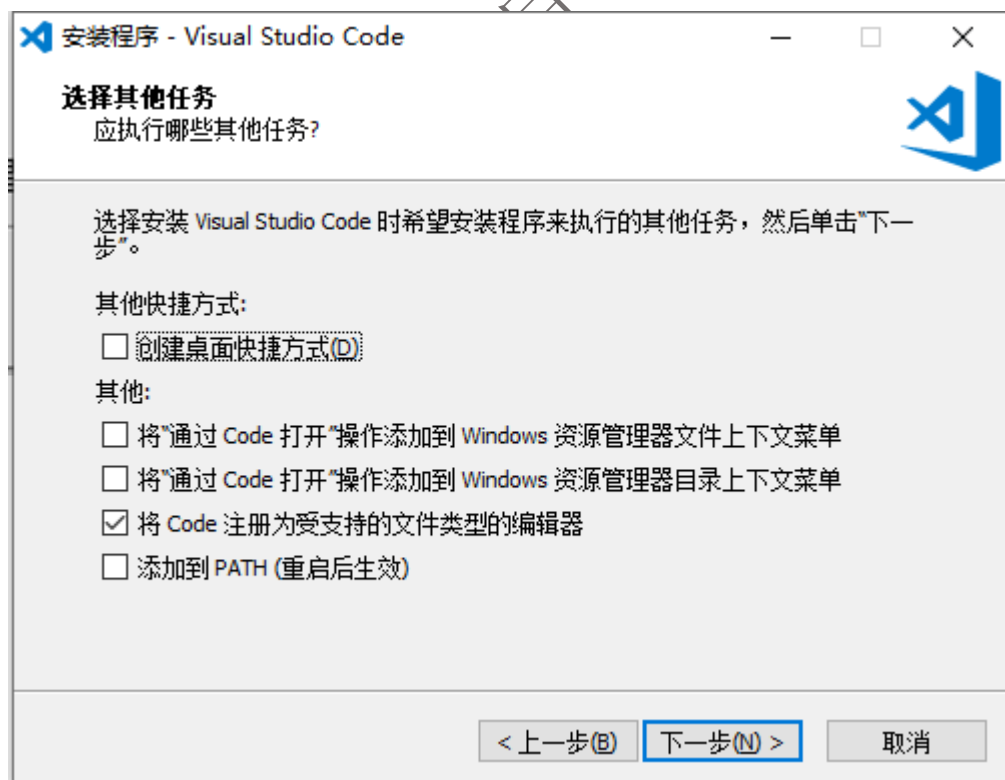 安装程序 - Visual Studio Code
选择其他任务
应执行哪些其他任务?
选择安装 Visual Studio Code 时希望安装程序来执行的其他任务，然后单击“下一
步”。
其他快捷方式:
创建桌面快捷方式(D)
其他:
将“通过 Code 打开”操作添加到 Windows 资源管理器文件上下文菜单
将“通过 Code 打开”操作添加到 Windows 资源管理器目录上下文菜单
将 Code 注册为受支持的文件类型的编辑器
添加到 PATH (重启后生效)
< 上一步(B) 下一步(N) > 取消